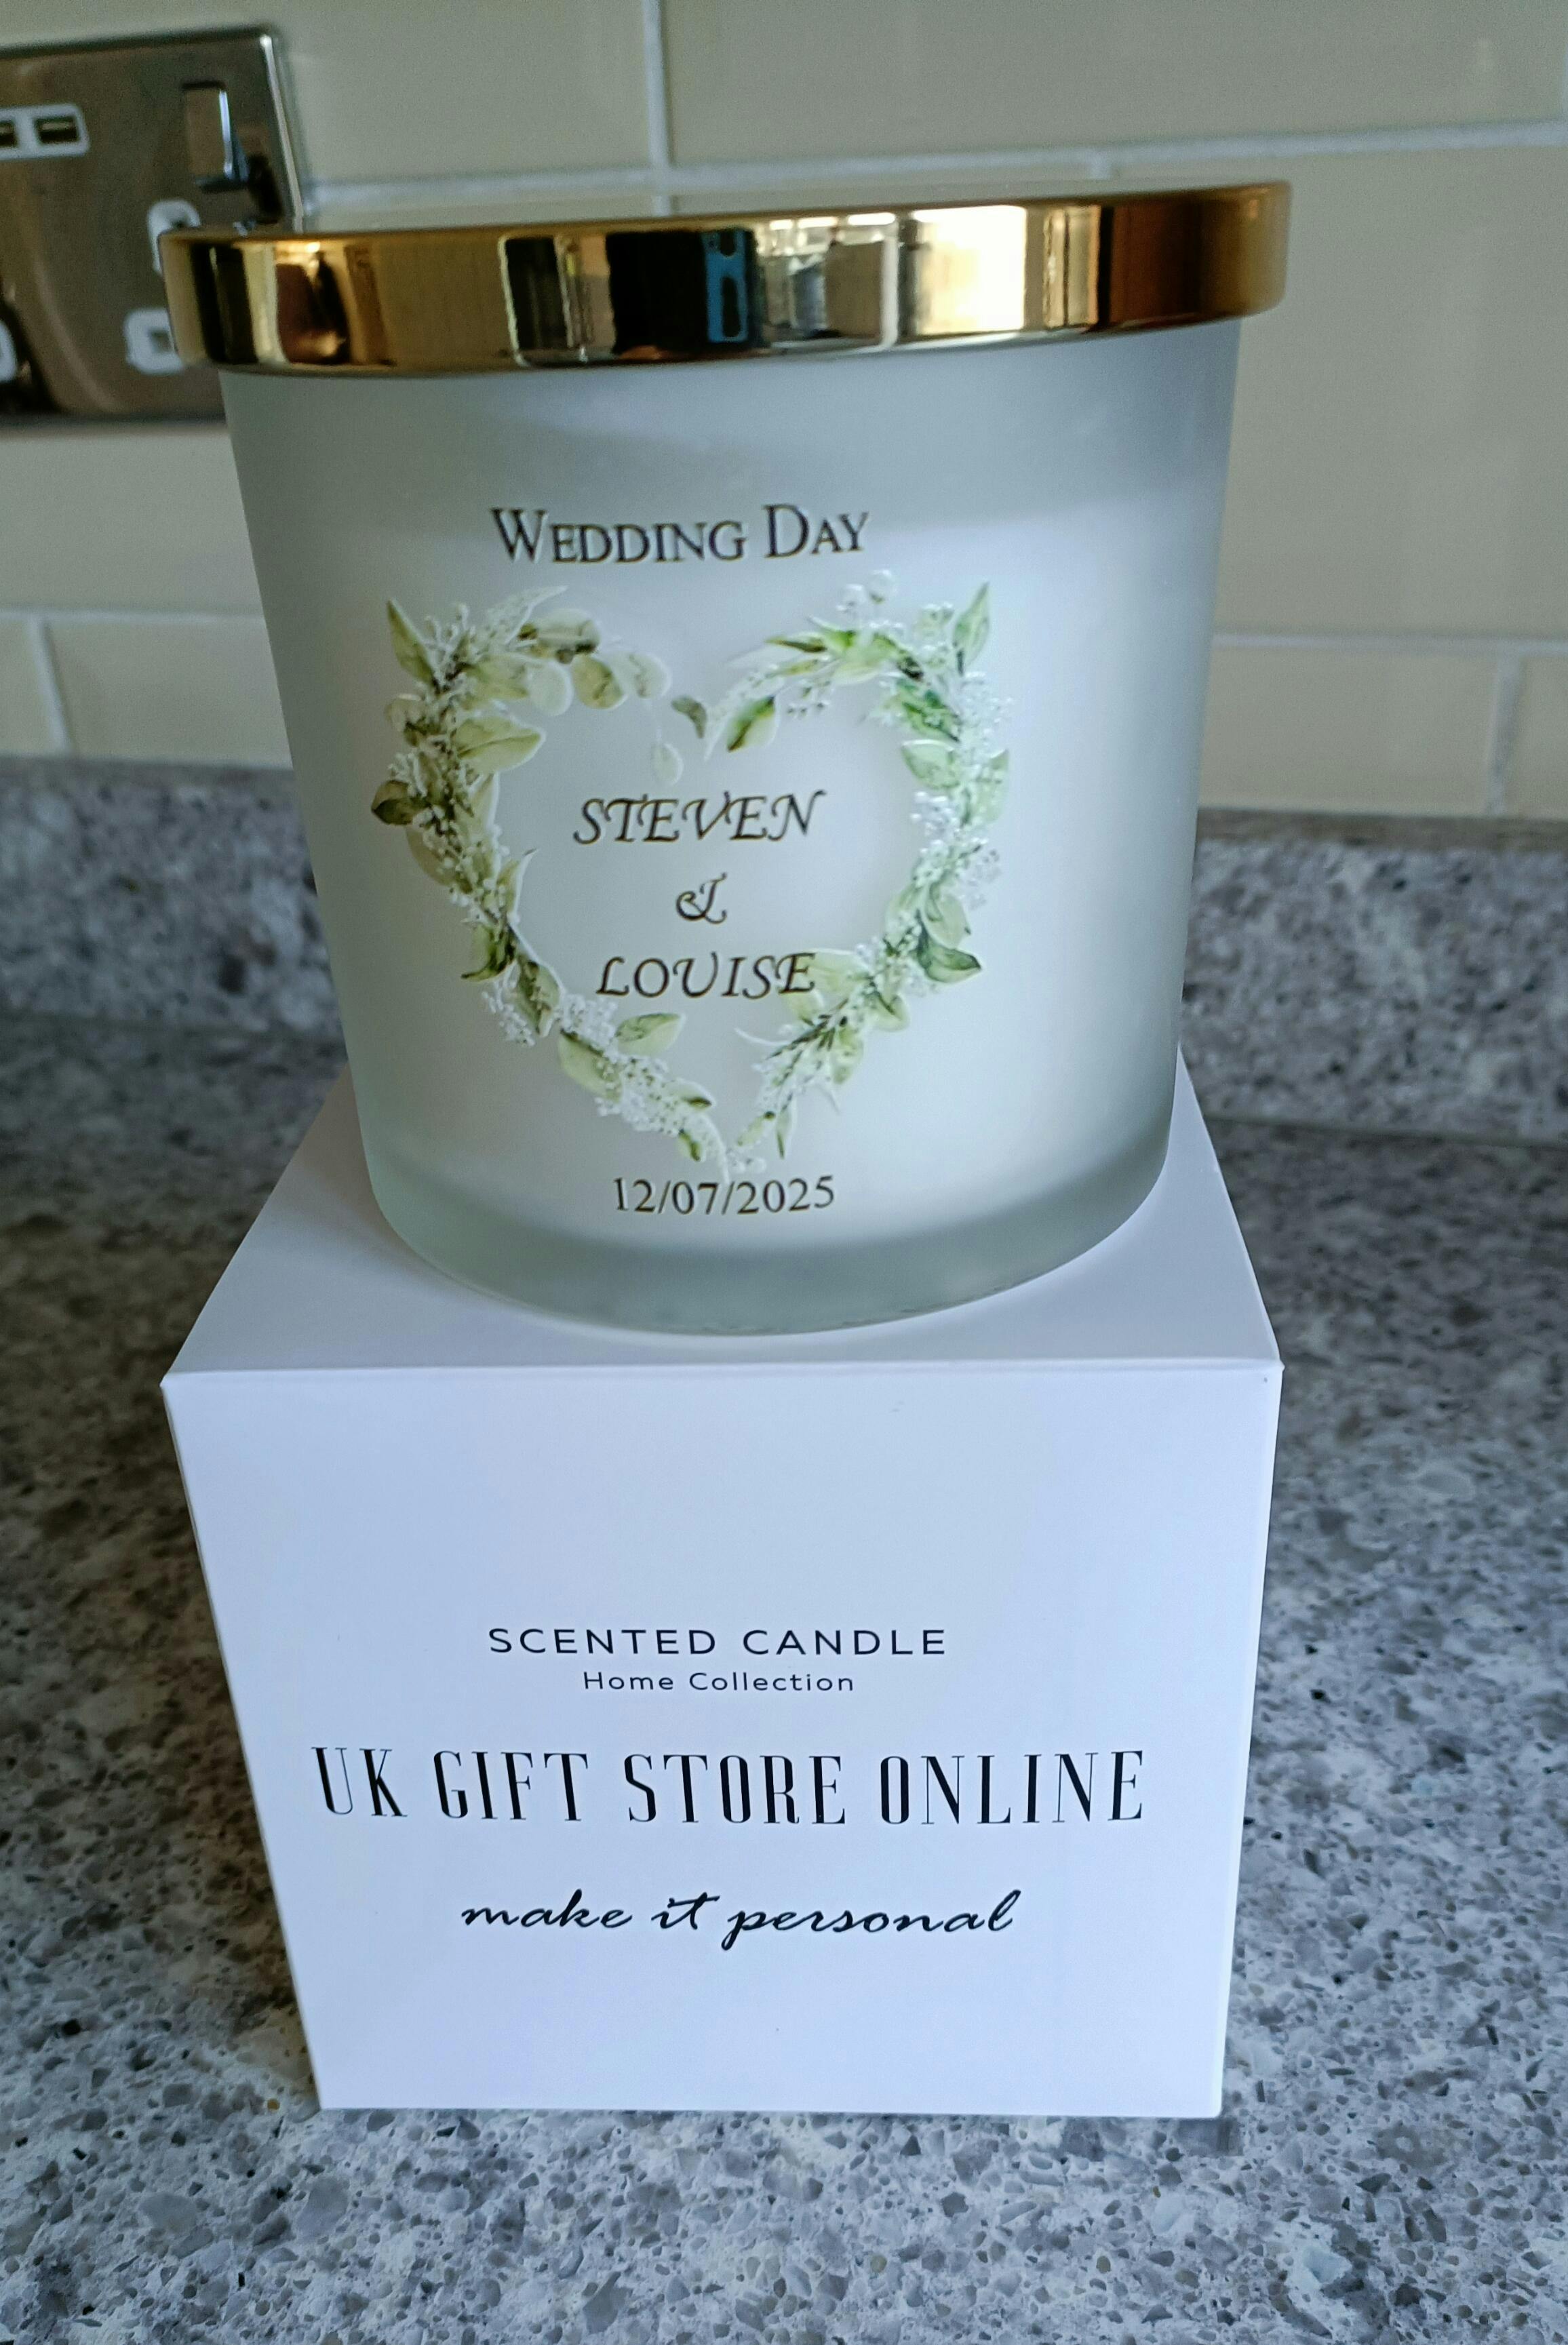 WEDDING DAY
STEVEN
&
LOUISE
12/07/2025
SCENTED CANDLE
Home Collection
UK GIFT STORE ONLINE
make it personal